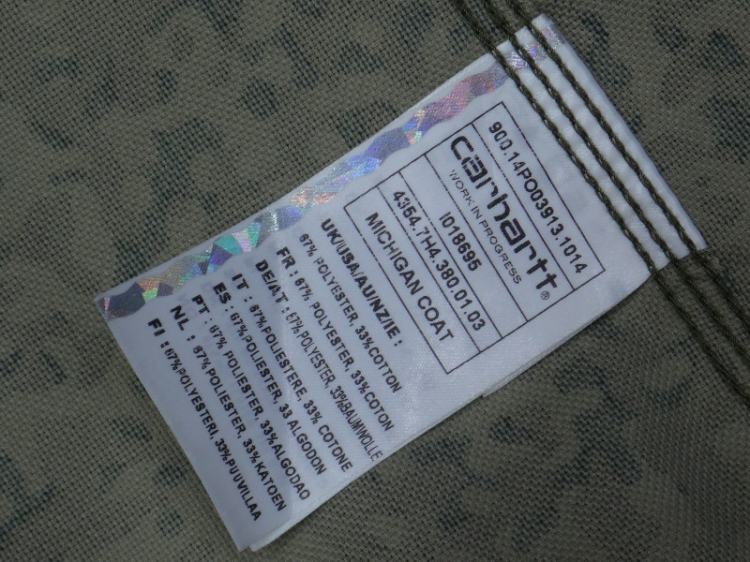 900.14PO03913.1014
carhartt®
WORK IN PROGRESS
I018695
4354.7H4.380.01.03
MICHIGAN COAT
UK/USA/AUNZ/IE :
67% POLYESTER, 33%COTTON
FR : 67% POLYESTER, 33% COTON
DE/AT : 67% POLYESTER, 33%BAUMWOLLE
IT : 67%POLIESTERE, 33% COTONE
ES : 67%POLIESTER, 33 ALGODON
PT : 67% POLIESTER, 33%ALGODAO
NL : 67% POLYESTER, 33%KATOEN
FI : 67%POLYESTERI, 33%PUUVILLAA